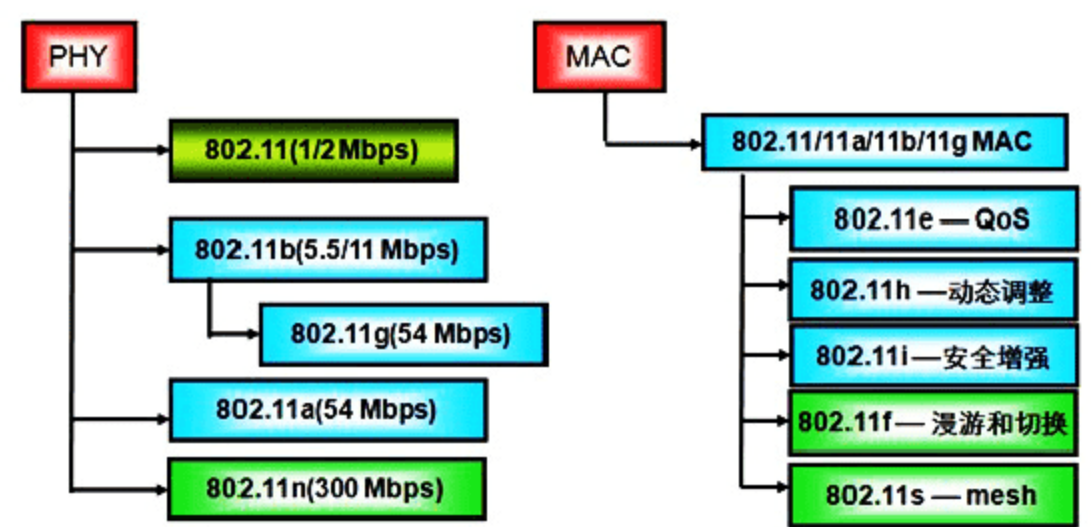 PHY
802.11(1/2 Mbps)
802.11b(5.5/11 Mbps)
802.11g(54 Mbps)
802.11a(54 Mbps)
802.11n(300 Mbps)
MAC
802.11/11a/11b/11g MAC
802.11e — QoS
802.11h —动态调整
802.11i—安全增强
802.11f— 漫游和切换
802.11s — mesh